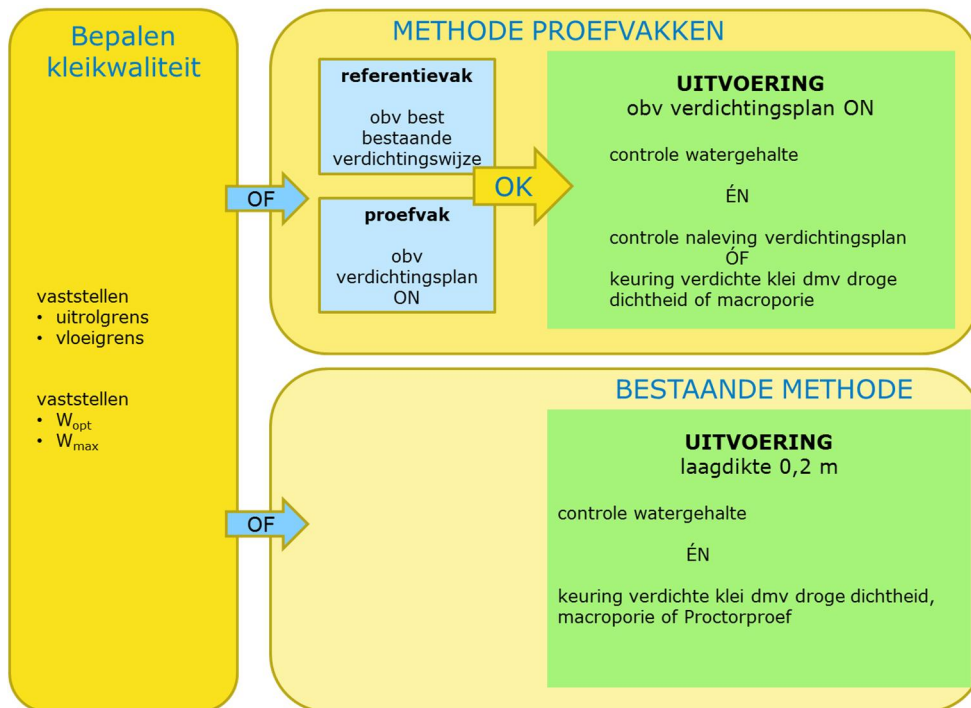 Bepalen
kleikwaliteit
vaststellen
• uitrolgrens
• vloeigrens
vaststellen
• Wopt
• Wmax
OF
OF
METHODE PROEFVAKKEN
referentievak
obv best
bestaande
verdichtingswijze
proefvak
obv
verdichtingsplan
ON
OK
UITVOERING
obv verdichtingsplan ON
controle watergehalte
ÉN
controle naleving verdichtingsplan
ÓF
keuring verdichte klei dmv droge
dichtheid of macroporie
BESTAANDE METHODE
UITVOERING
laagdikte 0,2 m
controle watergehalte
ÉN
keuring verdichte klei dmv droge dichtheid,
macroporie of Proctorproef